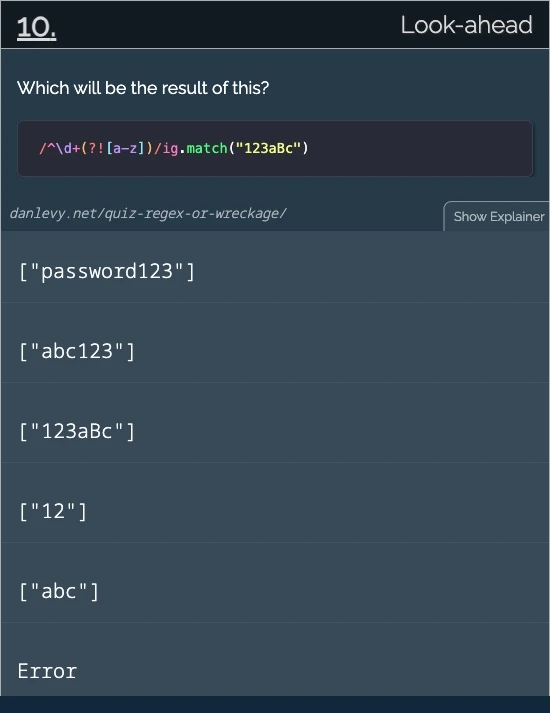 10.
Look-ahead
Which will be the result of this?
/^\d+(?![a-z])/ig.match("123aBc")
danlevy.net/quiz-regex-or-wreckage/
Show Explainer
["password123"]
["abc123"]
["123aBc"]
["12"]
["abc"]
Error